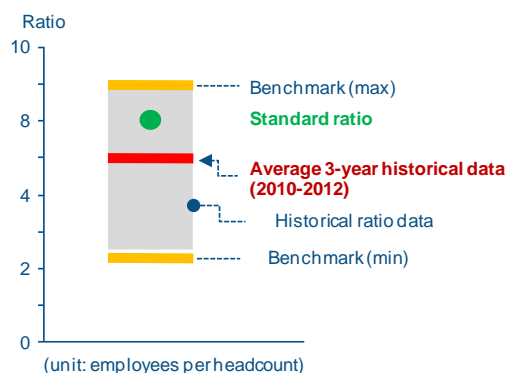 Ratio
10
Benchmark (max)
8
Standard ratio
Average 3-year historical data
(2010-2012)
4
Historical ratio data
Benchmark (min)
2
0
(unit: employees per headcount)